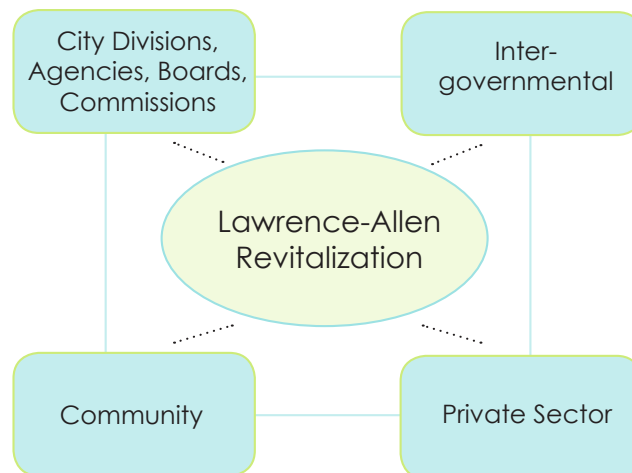 City Divisions,
Agencies, Boards,
Commissions
Inter-
governmental
Lawrence-Allen
Revitalization
Community
Private Sector